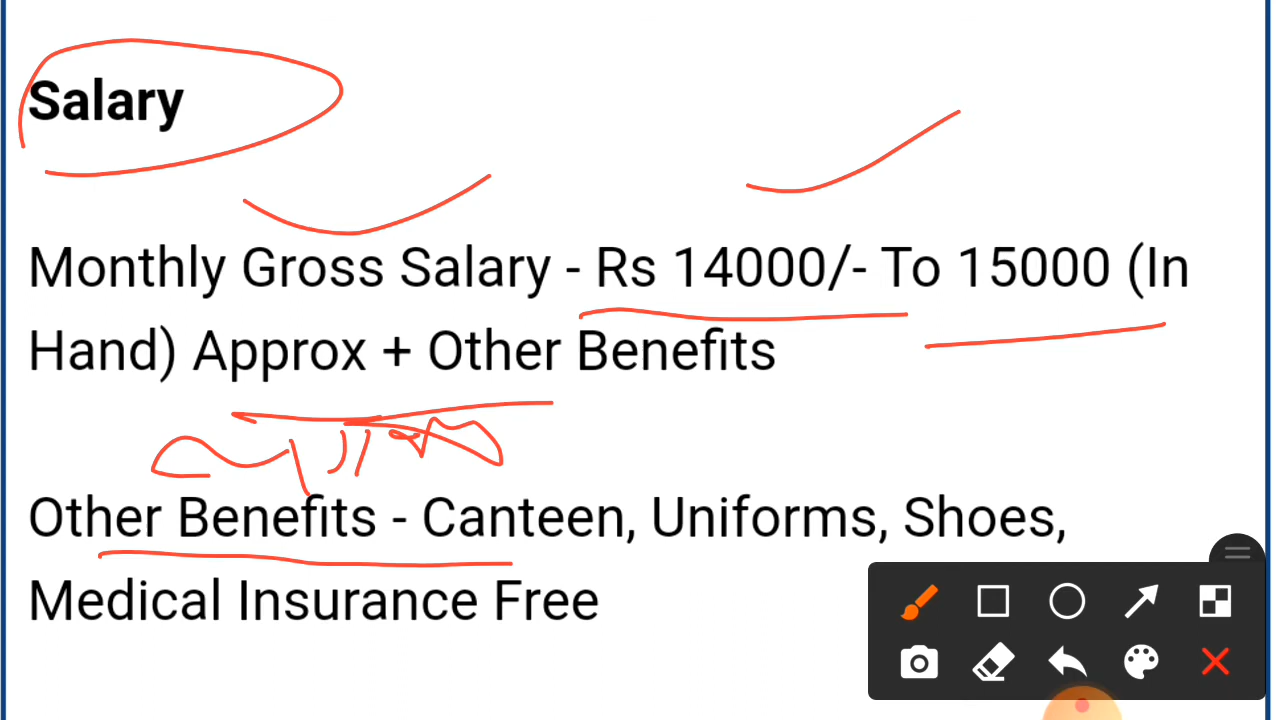 Salary
Monthly Gross Salary - Rs 14000/- To 15000 (In
Hand) Approx + Other Benefits
Other Benefits - Canteen, Uniforms, Shoes,
Medical Insurance Free